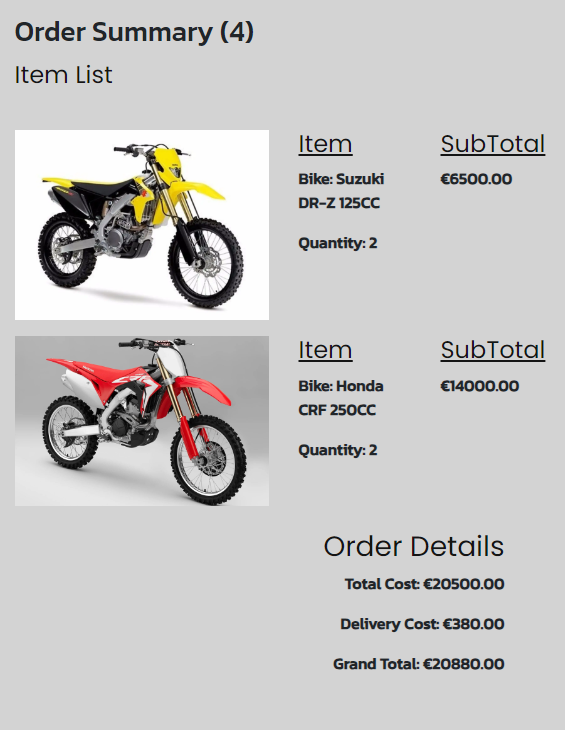 Order Summary (4)
Item List
Item SubTotal
Bike: Suzuki €6500.00
DR-Z 125CC
Quantity: 2
Item SubTotal
Bike: Honda €14000.00
CRF 250CC
Quantity: 2
Order Details
Total Cost: €20500.00
Delivery Cost: €380.00
Grand Total: €20880.00